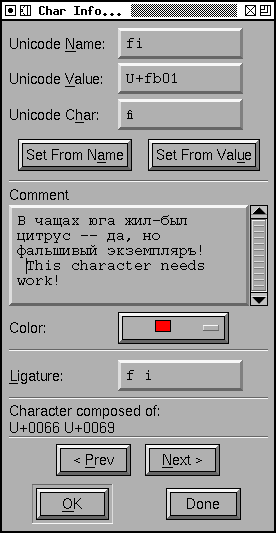 Char Info...
Unicode Name: fi
Unicode Value: U+fb01
Unicode Char: ﬁ
Set From Name Set From Value
Comment
В чащах юга жил-был
цитрус -- да, но
фальшивый экземпляръ!
This character needs
work!
Color:
Ligature: f i
Character composed of:
U+0066 U+0069
< Prev Next >
OK Done